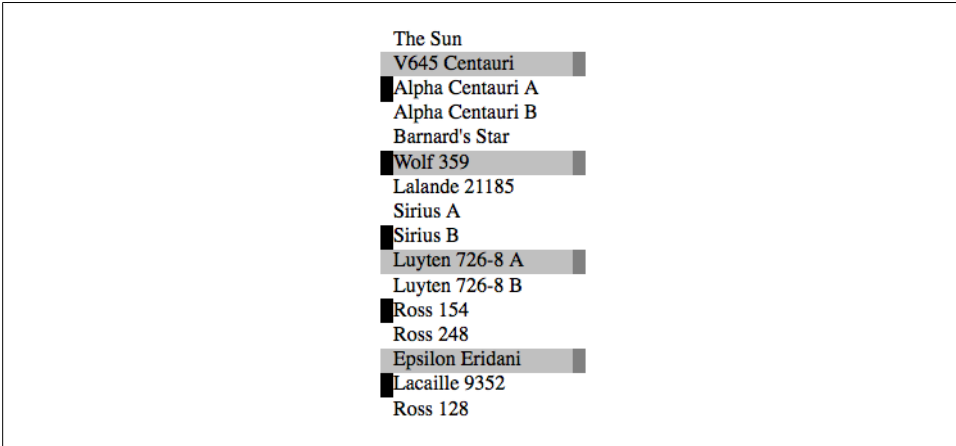 The Sun
V645 Centauri
Alpha Centauri A
Alpha Centauri B
Barnard's Star
Wolf 359
Lalande 21185
Sirius A
Sirius B
Luyten 726-8 A
Luyten 726-8 B
Ross 154
Ross 248
Epsilon Eridani
Lacaille 9352
Ross 128